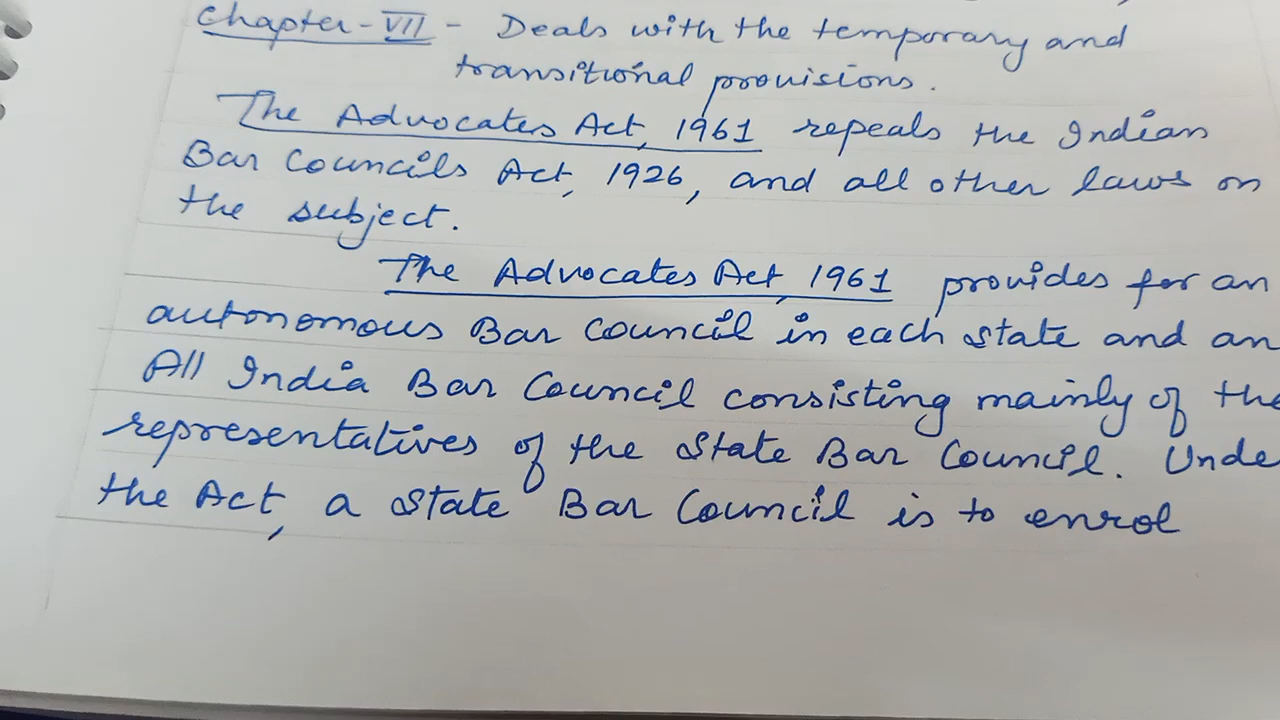 Chapter-VII - Deals with the temporary and
transitional provisions.
The Advocates Act, 1961 repeals the Indian
Bar Councils Act, 1926, and all other laws on
the subject.
The Advocates Act, 1961 provides for an
autonomous Bar Council in each State and an
All India Bar Council consisting mainly of the
representatives of the State Bar Council. Unde
the Act, a State Bar Council is to enrol